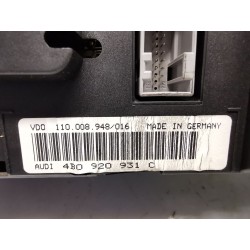 VDO 110.008.948/016 MADE IN GERMANY
AUDI 4B0 920 931 C